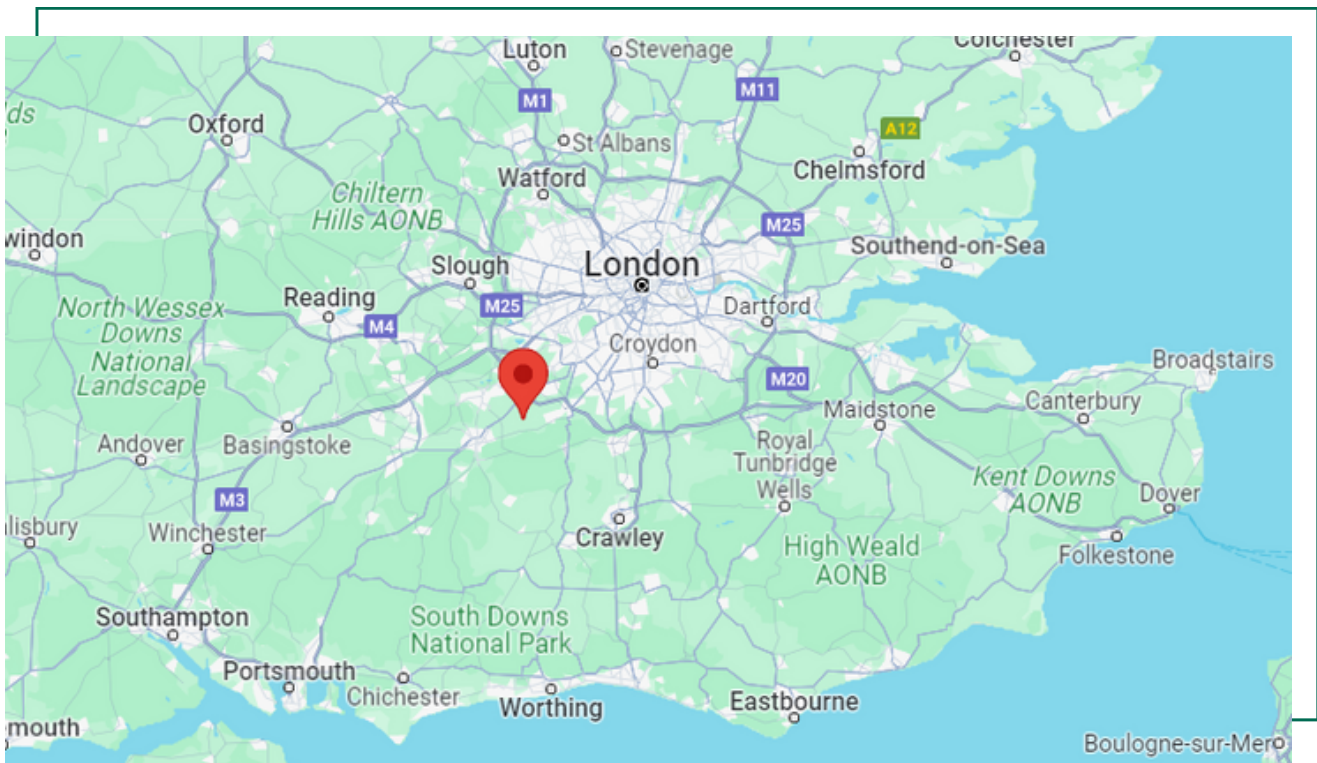 Luton
Stevenage
Colchester
M1
M11
ds
Oxford
A12
St Albans
Chelmsford
Watford
Chiltern
Hills AONB
M25
windon
Southend-on-Sea
Slough
London
North Wessex
Downs
National
Landscape
Reading
M25
Dartford
M4
Croydon
Broadstairs
M20
Canterbury
Maidstone
Andover
Basingstoke
Royal
Tunbridge
Wells
Kent Downs
AONB
Dover
M3
lisbury
Winchester
Crawley
High Weald
AONB
Folkestone
Southampton
South Downs
National Park
Portsmouth
Chichester
Worthing
Eastbourne
mouth
Boulogne-sur-Mer